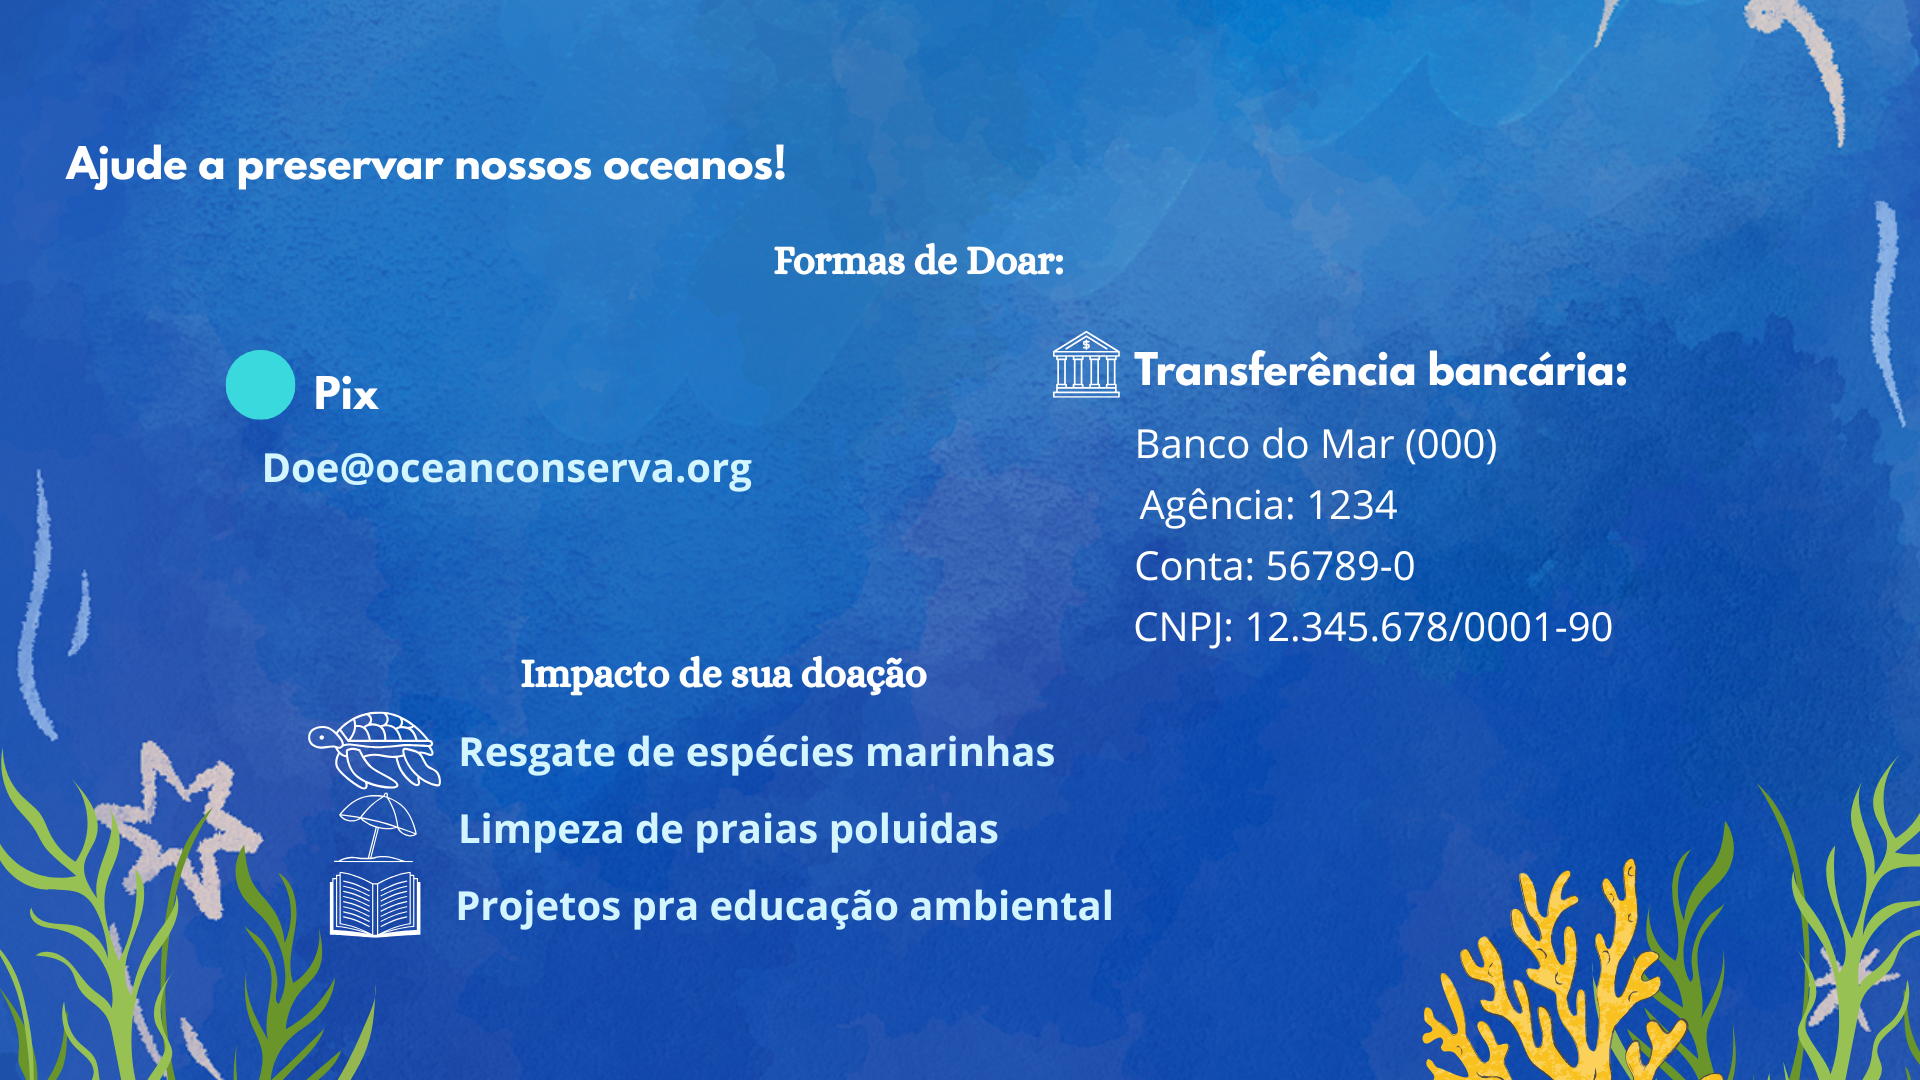 Ajude a preservar nossos oceanos!
Formas de Doar:
Pix
Doe@oceanconserva.org
$
Transferência bancária:
Banco do Mar (000)
Agência: 1234
Conta: 56789-0
CNPJ: 12.345.678/0001-90
Impacto de sua doação
Resgate de espécies marinhas
Limpeza de praias poluidas
Projetos pra educação ambiental